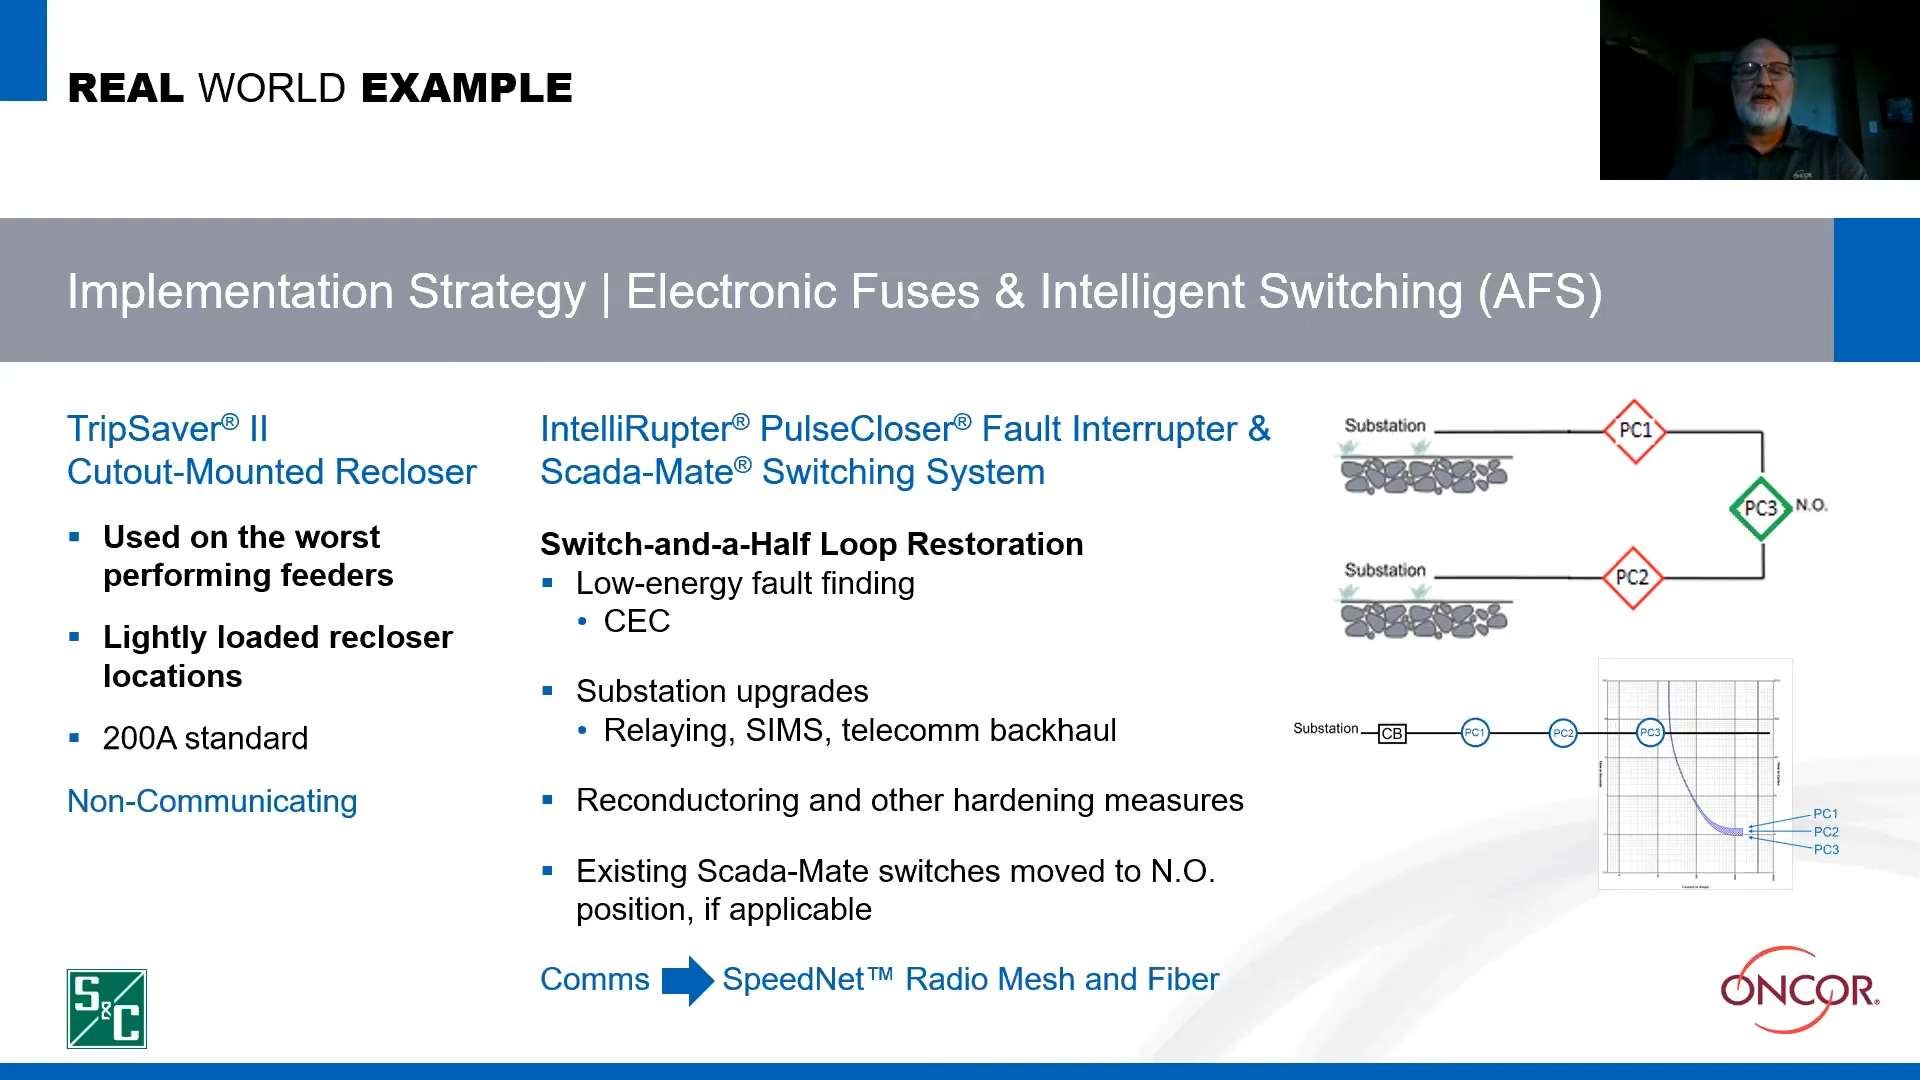 REAL WORLD EXAMPLE
ONCOR
Implementation Strategy | Electronic Fuses & Intelligent Switching (AFS)
TripSaver® II
Cutout-Mounted Recloser
▪ Used on the worst
performing feeders
▪ Lightly loaded recloser
locations
▪ 200A standard
Non-Communicating
IntelliRupter® PulseCloser® Fault Interrupter &
Scada-Mate® Switching System
Switch-and-a-Half Loop Restoration
▪ Low-energy fault finding
• CEC
▪ Substation upgrades
• Relaying, SIMS, telecomm backhaul
▪ Reconductoring and other hardening measures
▪ Existing Scada-Mate switches moved to N.O.
position, if applicable
Comms SpeedNet™ Radio Mesh and Fiber
Substation PC1
PC3 N.O.
Substation PC2
Substation CB PC1 PC2 PC3
PC1
PC2
PC3
S&C
ONCOR®